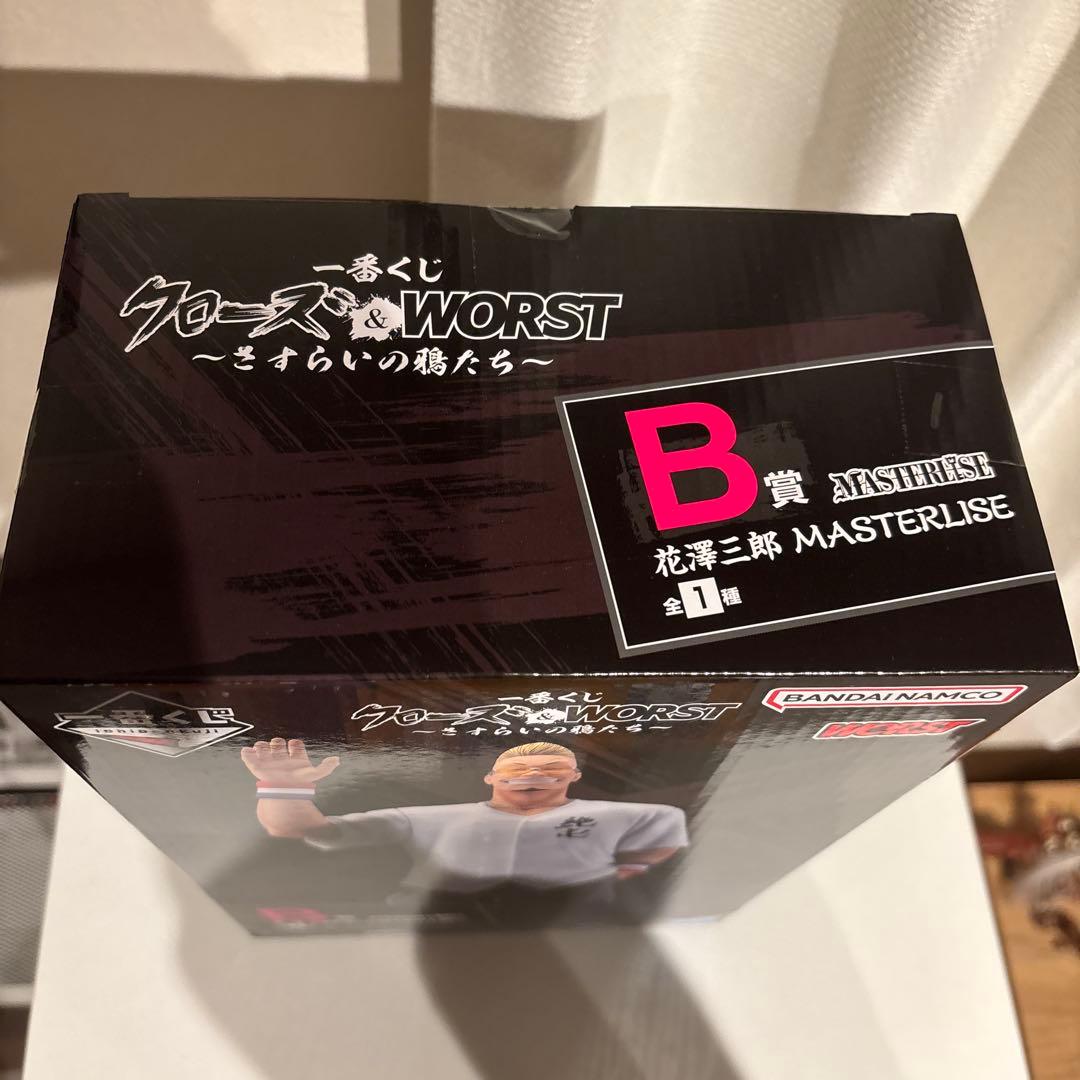 一番くじ
クローズ&WORST
～さすらいの鴉たち～
B賞 MASTERLISE
花澤三郎 MASTERLISE
全1種
一番くじ
一番くじ
クローズ&WORST
～さすらいの鴉たち～
BANDAI NAMCO
WORST
B